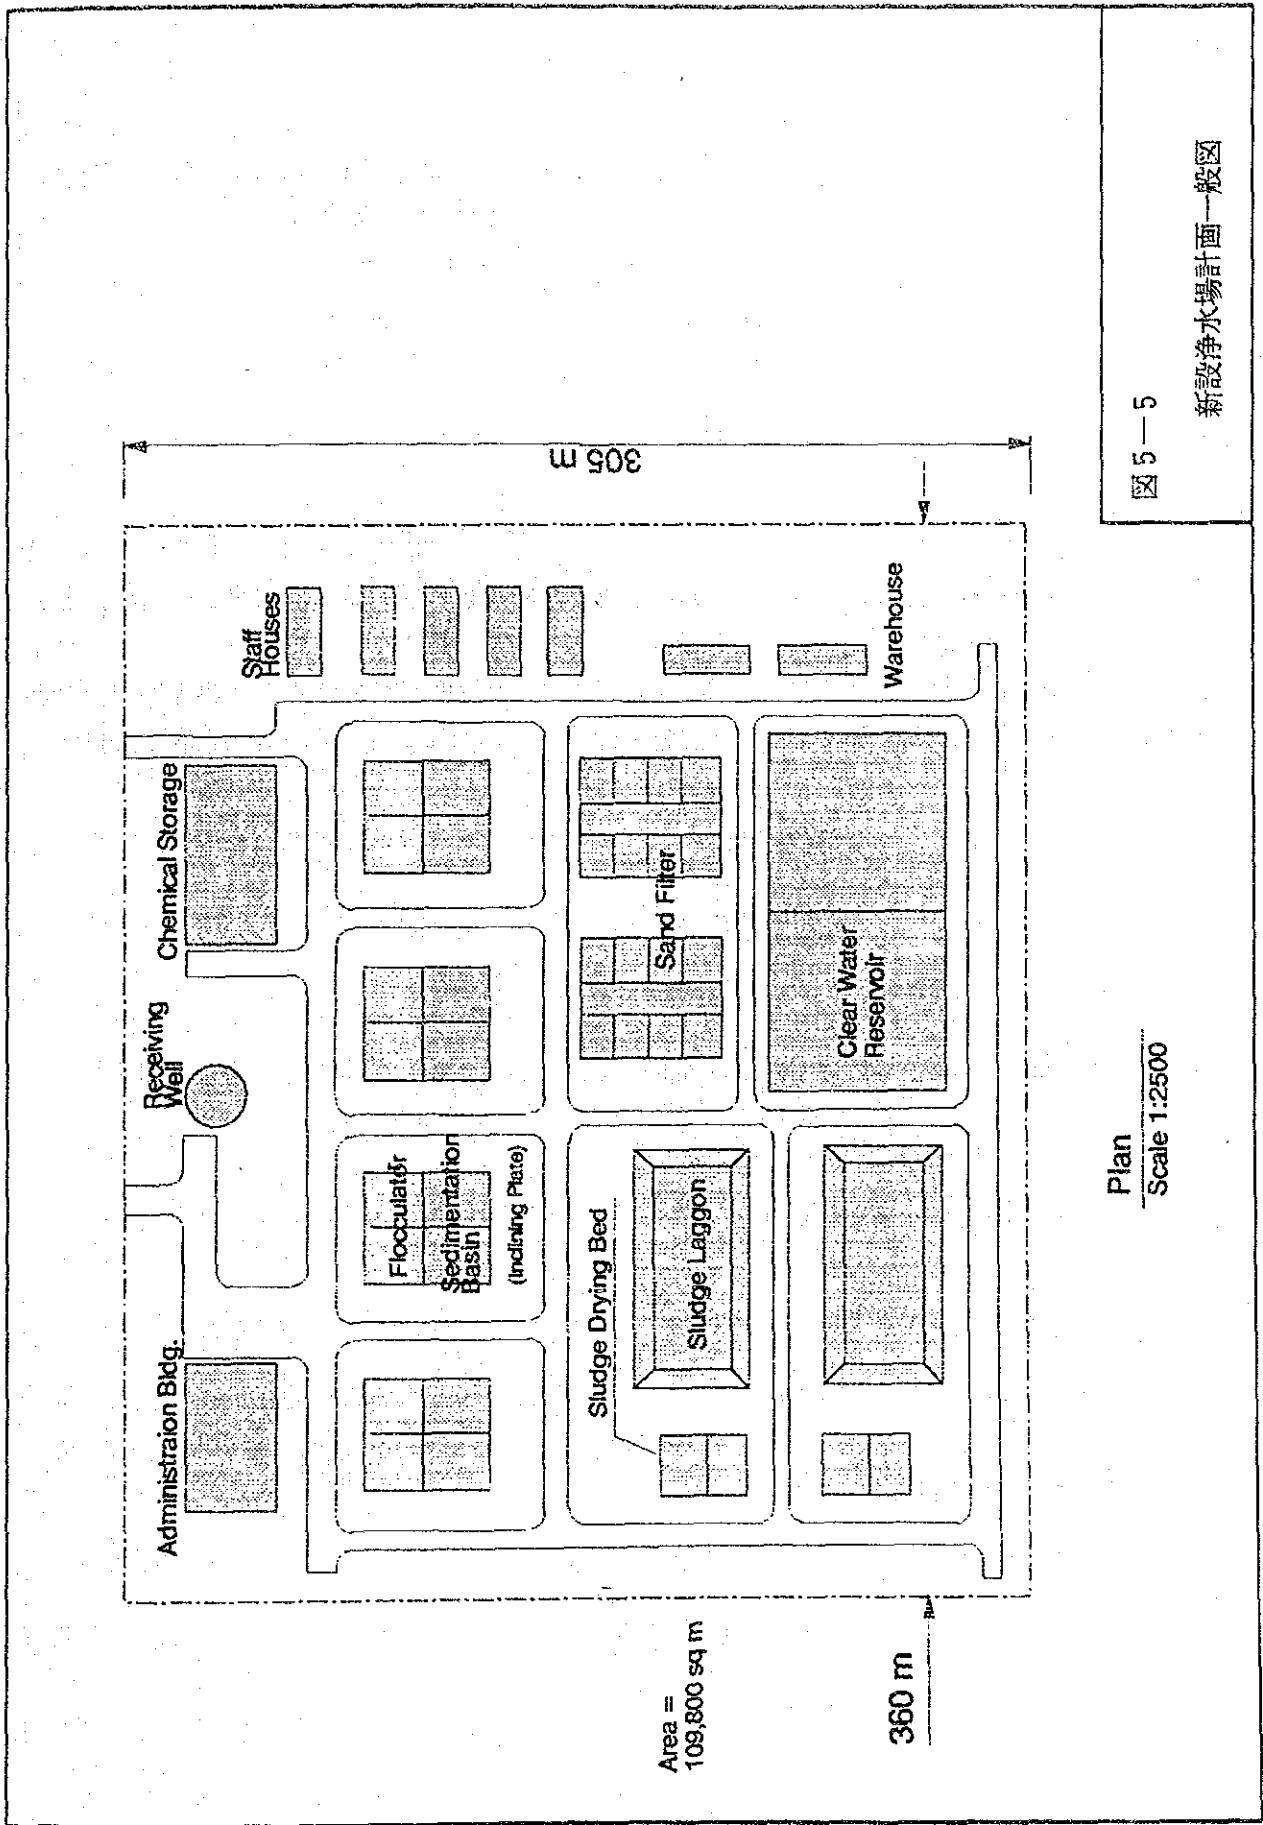 Administraion Bldg.
Receiving
Well
Chemical Storage
Staff
Houses
Flocculator
Sedimentation
Basin
(Inclining Plate)
Sludge Drying Bed
Sludge Laggon
Sand Filter
Clear Water
Reservoir
Warehouse
305 m
Area =
109,800 sq m
360 m
Plan
Scale 1:2500
図 5 — 5
新設浄水場計画一般図